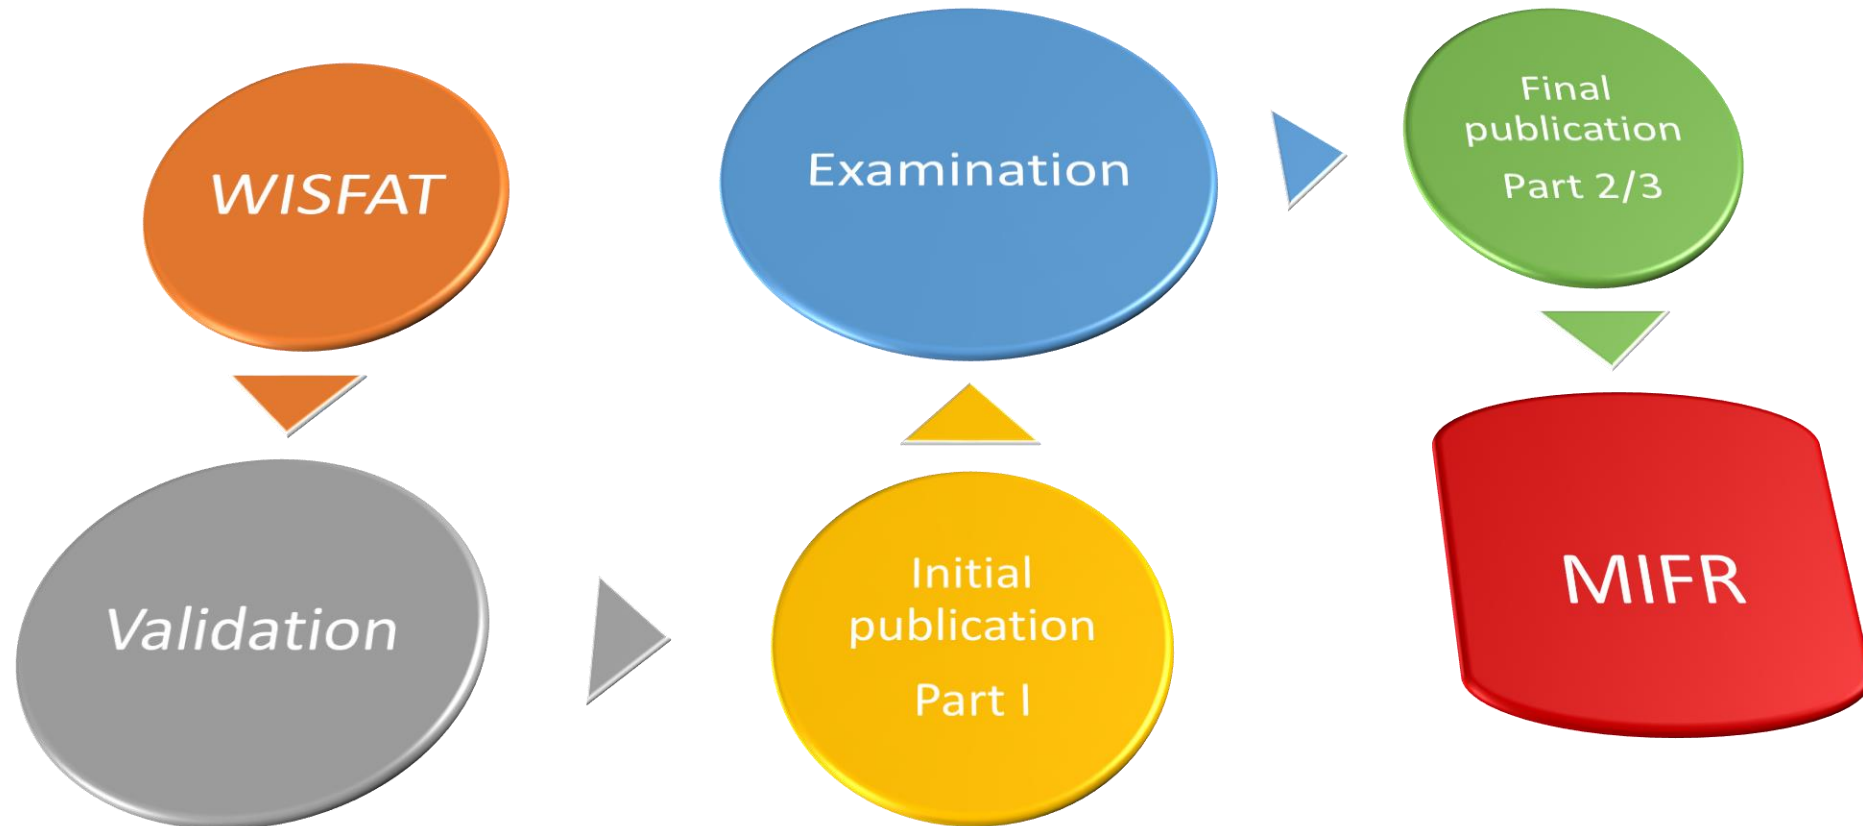 WISFAT
Validation
Initial
publication
Part I
Examination
Final
publication
Part 2/3
MIFR